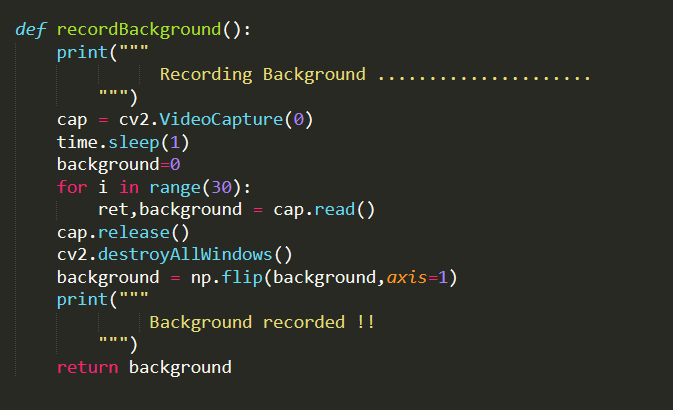 def recordBackground():
    print("""
              Recording Background .....................
        """)
    cap = cv2.VideoCapture(0)
    time.sleep(1)
    background=0
    for i in range(30):
        ret,background = cap.read()
    cap.release()
    cv2.destroyAllWindows()
    background = np.flip(background,axis=1)
    print("""
             Background recorded !!
        """)
    return background